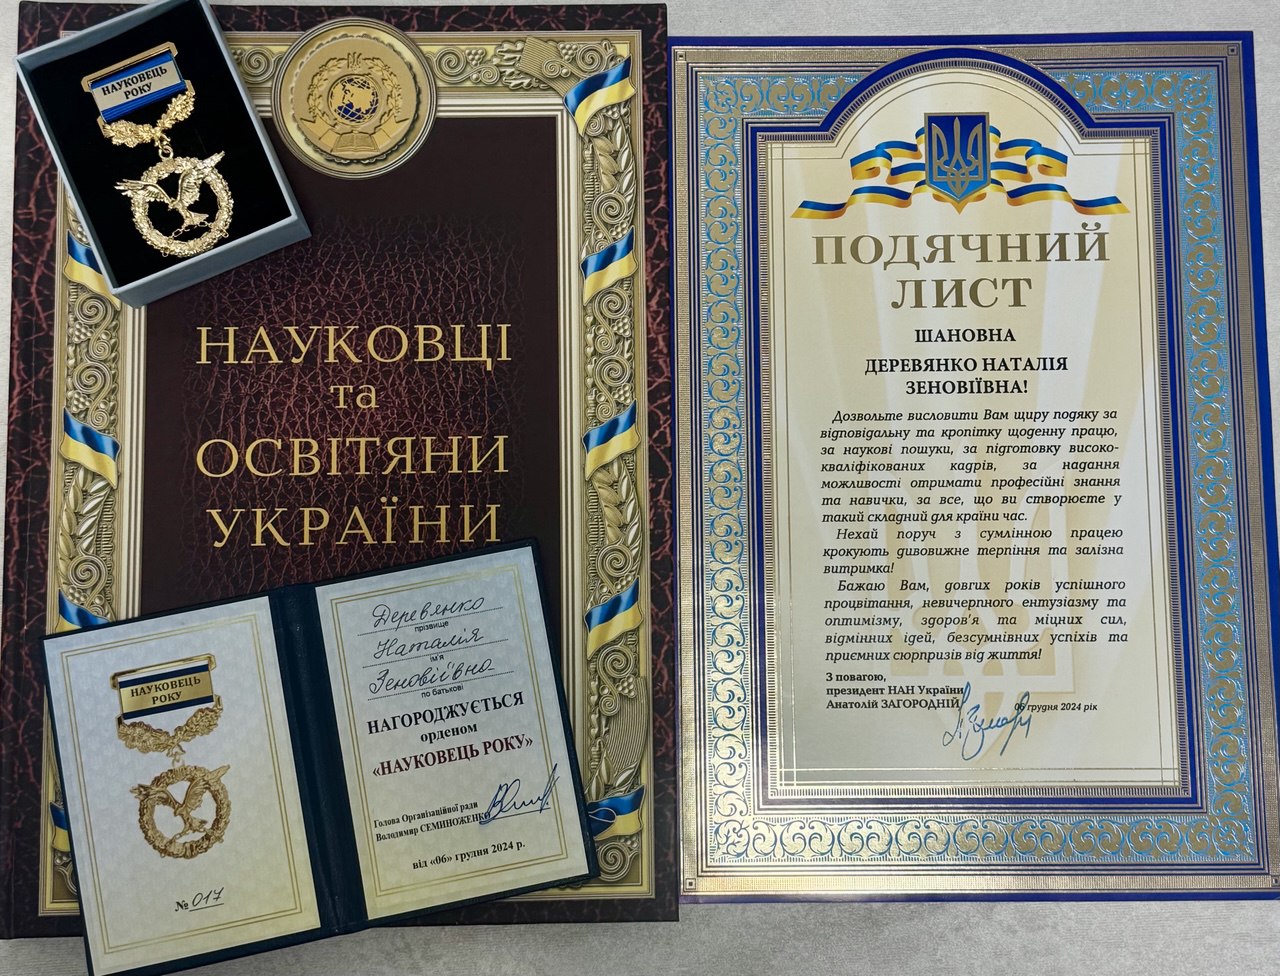 НАУКОВЕЦЬ
РОКУ
НАУКОВЦІ
та
ОСВІТЯНИ
УКРАЇНИ
НАУКОВЕЦЬ
РОКУ
№ 017
Деревянко
прізвище
Наталія
ім'я
Зеновіївна
по батькові
НАГОРОДЖУЄТЬСЯ
орденом
«НАУКОВЕЦЬ РОКУ»
Голова Організаційної ради
Володимир СЕМИНОЖЕНКО
від «06» грудня 2024 р.
ПОДЯЧНИЙ
ЛИСТ
ШАНОВНА
ДЕРЕВЯНКО НАТАЛІЯ
ЗЕНОВІЇВНА!
Дозвольте висловити Вам щиру подяку за
відповідальну та кропітку щоденну працю,
за наукові пошуки, за підготовку високо-
кваліфікованих кадрів, за надання
можливості отримати професійні знання
та навички, за все, що ви створюєте у
такий складний для країни час.
Нехай поруч з сумлінною працею
крокують дивовижне терпіння та залізна
витримка!
Бажаю Вам, довгих років успішного
процвітання, невичерпного ентузіазму та
оптимізму, здоров'я та міцних сил,
відмінних ідей, безсумнівних успіхів та
приємних сюрпризів від життя!
З повагою,
президент НАН України
Анатолій ЗАГОРОДНІЙ
06 грудня 2024 рік